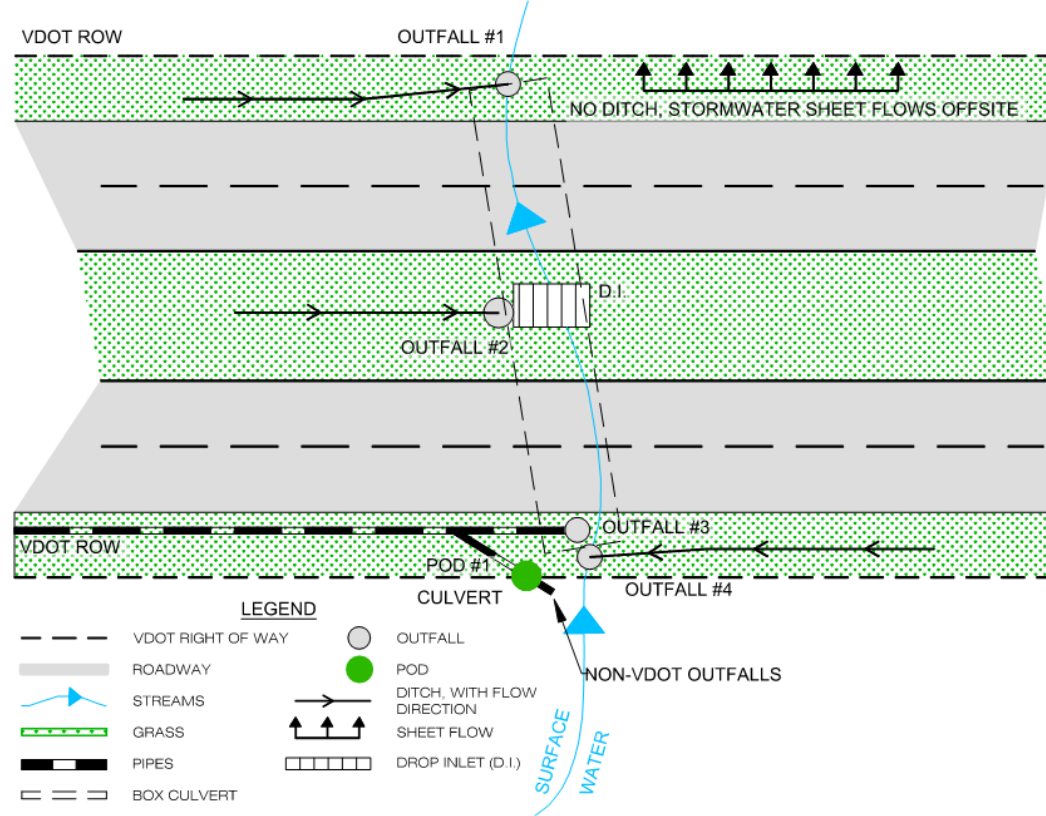 VDOT ROW
OUTFALL #1
NO DITCH, STORMWATER SHEET FLOWS OFFSITE
D.I.
OUTFALL #2
OUTFALL #3
VDOT ROW
POD #1
OUTFALL #4
CULVERT
NON-VDOT OUTFALLS
SURFACE
WATER
LEGEND
VDOT RIGHT OF WAY
ROADWAY
STREAMS
GRASS
PIPES
BOX CULVERT
OUTFALL
POD
DITCH, WITH FLOW
DIRECTION
SHEET FLOW
DROP INLET (D.I.)